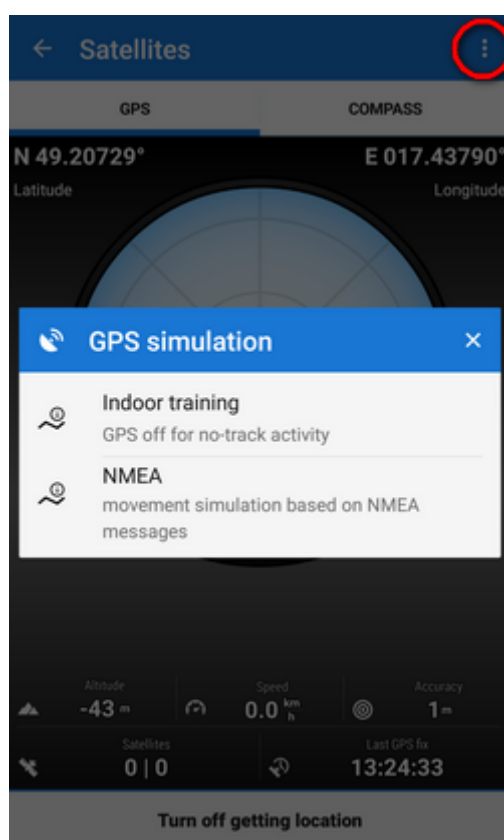 Satellites
GPS COMPASS
N 49.20729° E 017.43790°
Latitude Longitude
GPS simulation
Indoor training
GPS off for no-track activity
NMEA
movement simulation based on NMEA
messages
Altitude Speed Accuracy
-43 m 0.0 km/h 1 m
Satellites Last GPS fix
0 | 0 13:24:33
Turn off getting location